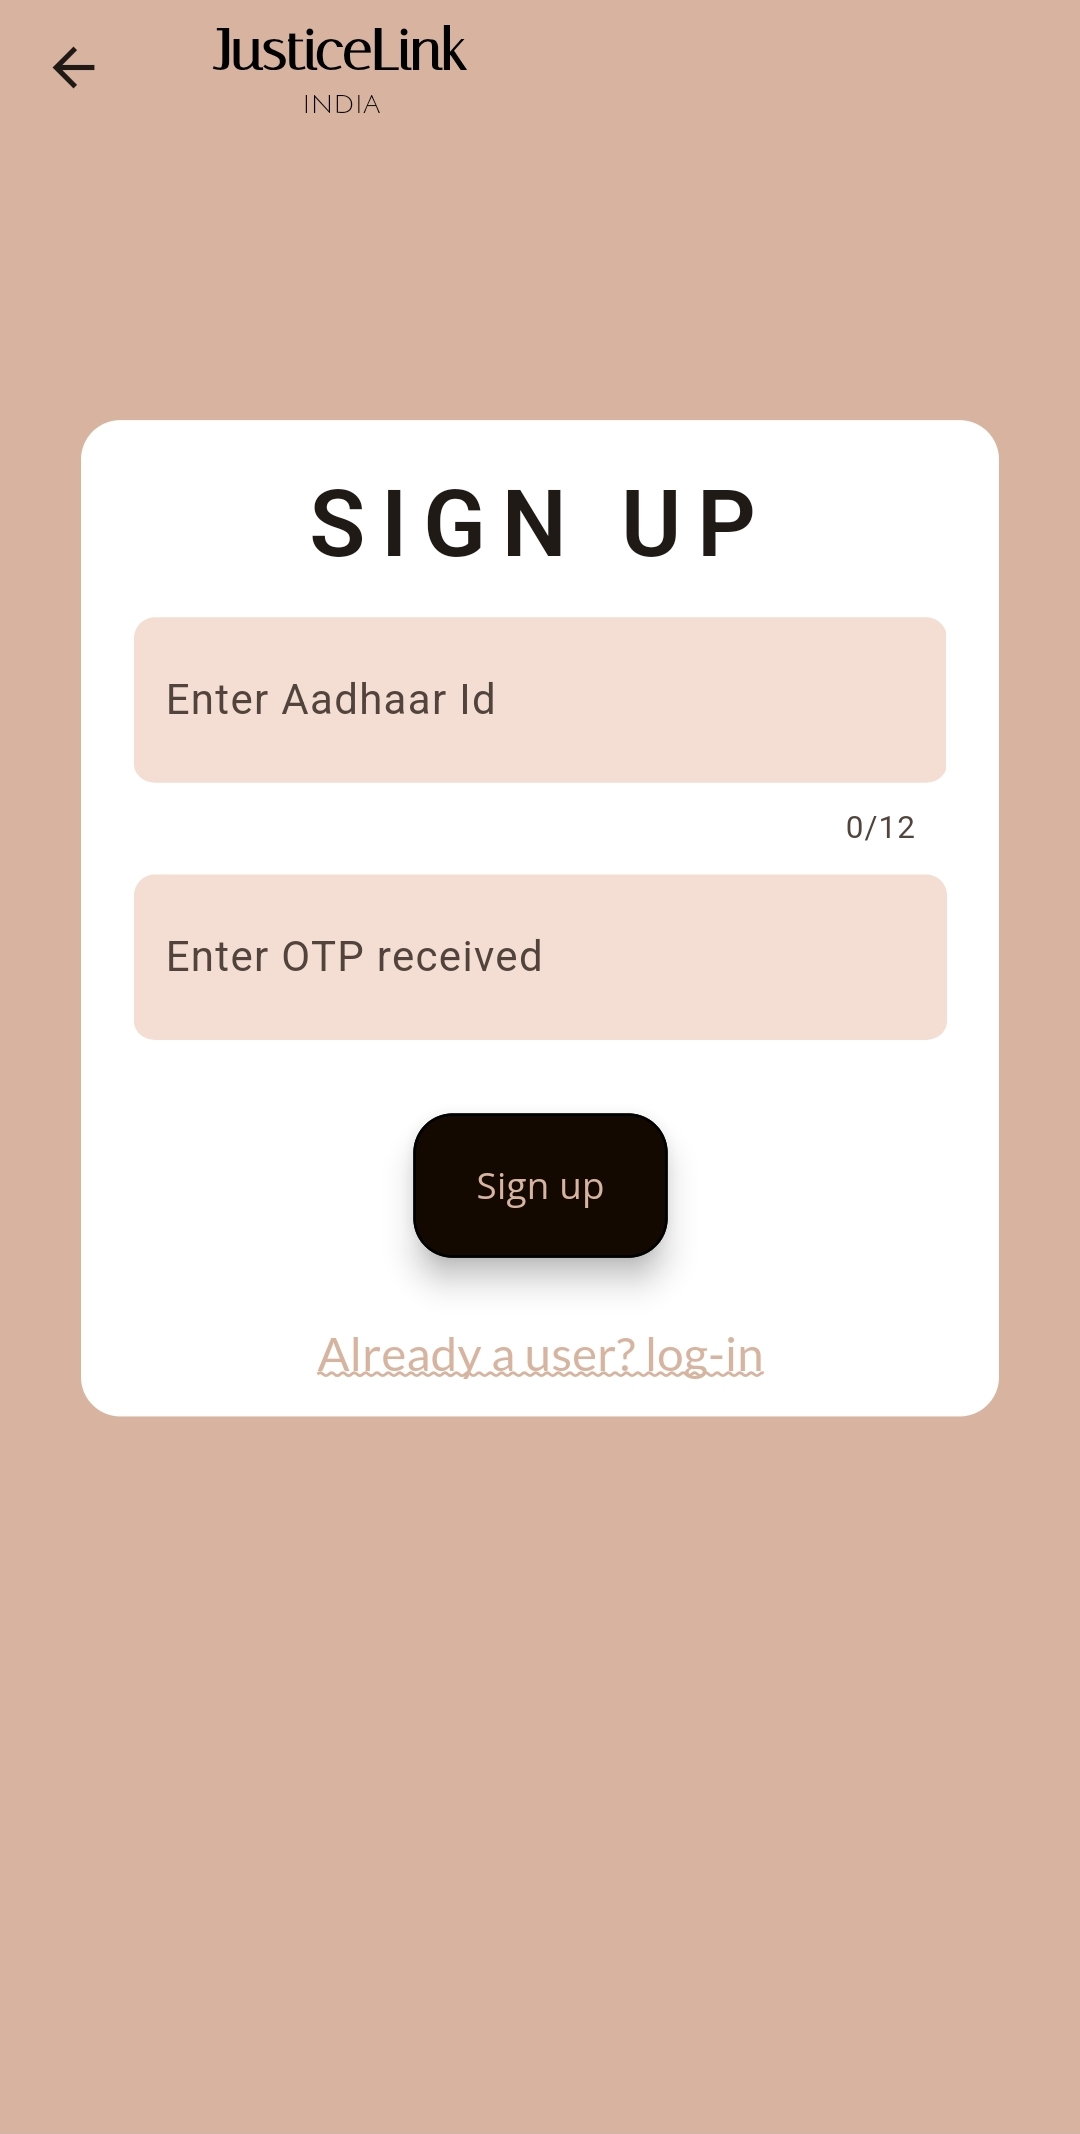 JusticeLink
INDIA
SIGN UP
Enter Aadhaar Id
0/12
Enter OTP received
Sign up
Already a user? log-in